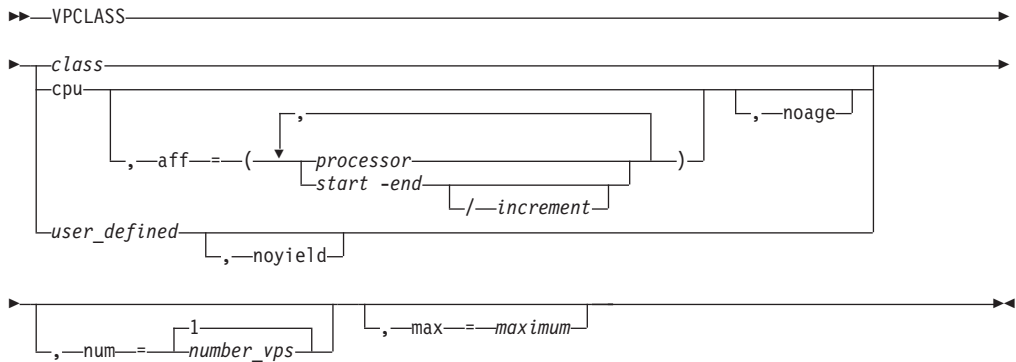 VPCLASS
class
cpu
, noage
,
, aff = ( processor )
start -end
/ increment
user_defined
, noyield
1
, num = number_vps
, max = maximum